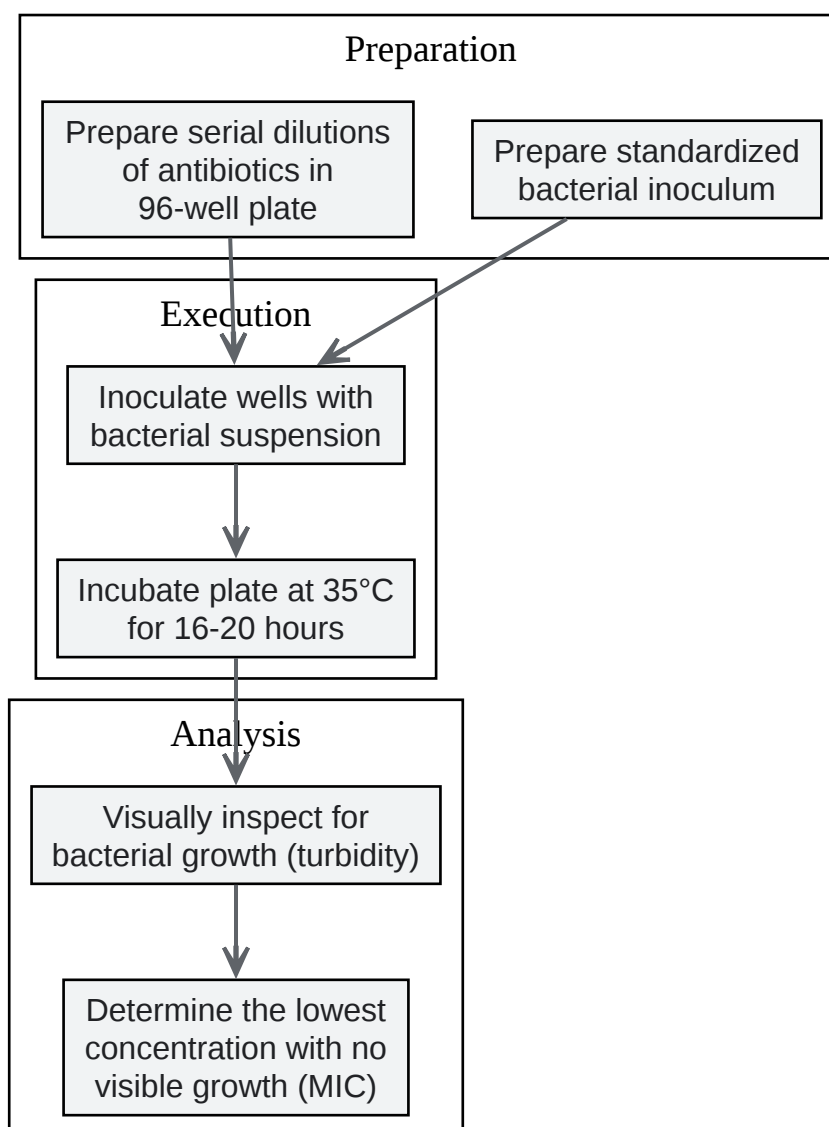 Preparation
Prepare serial dilutions
of antibiotics in
96-well plate
Prepare standardized
bacterial inoculum
Execution
Inoculate wells with
bacterial suspension
Incubate plate at 35°C
for 16-20 hours
Analysis
Visually inspect for
bacterial growth (turbidity)
Determine the lowest
concentration with no
visible growth (MIC)